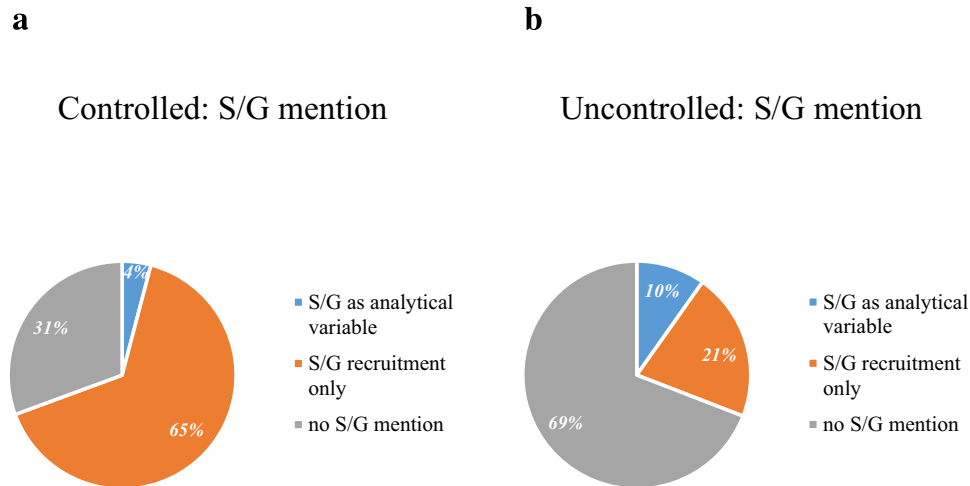 a
Controlled: S/G mention
4%
31%
65%
S/G as analytical
variable
S/G recruitment
only
no S/G mention
b
Uncontrolled: S/G mention
10%
21%
69%
S/G as analytical
variable
S/G recruitment
only
no S/G mention